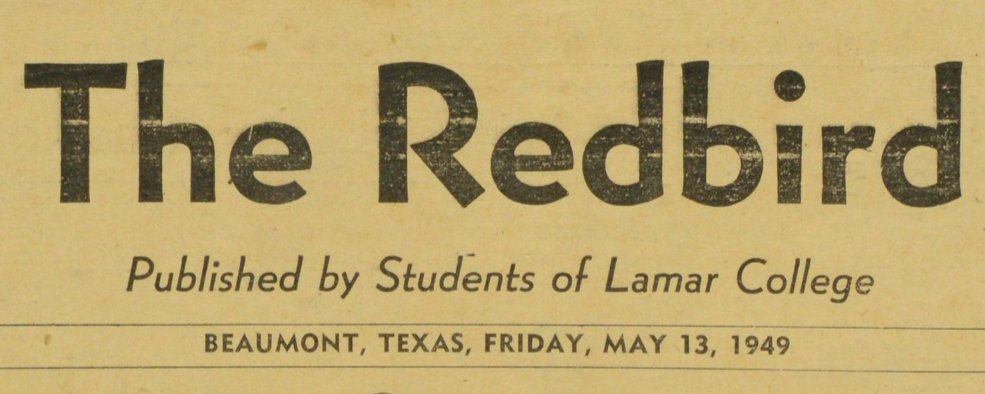 The Redbird
Published by Students of Lamar College
BEAUMONT, TEXAS, FRIDAY, MAY 13, 1949